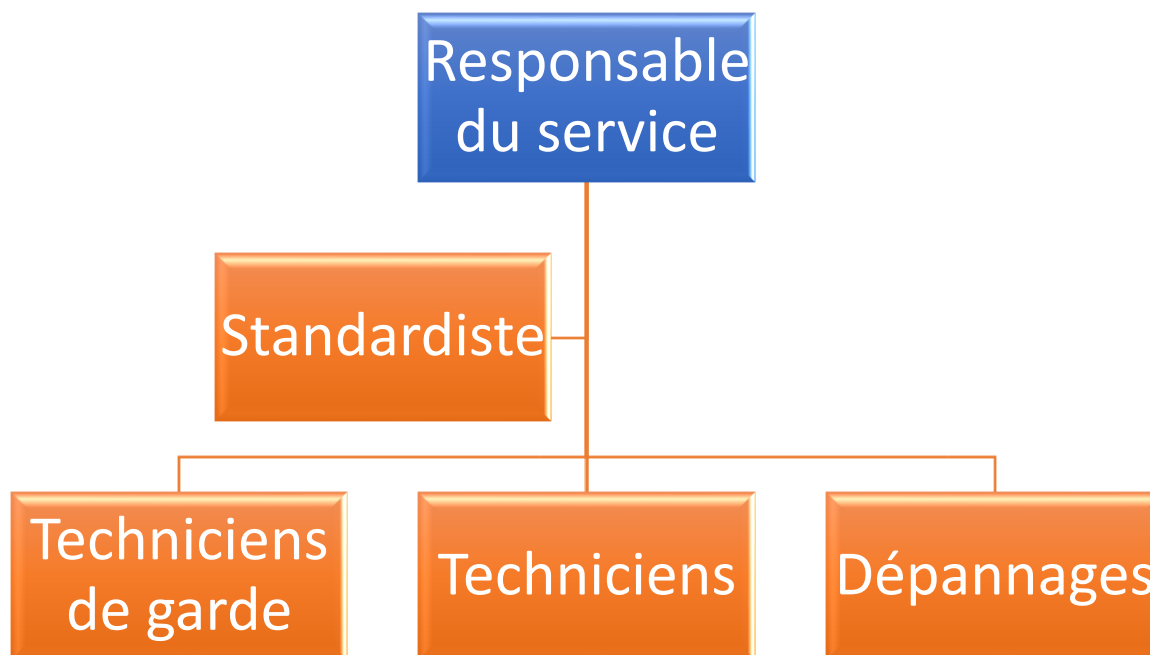 Responsable
du service
Standardiste
Techniciens
de garde
Techniciens
Dépannages